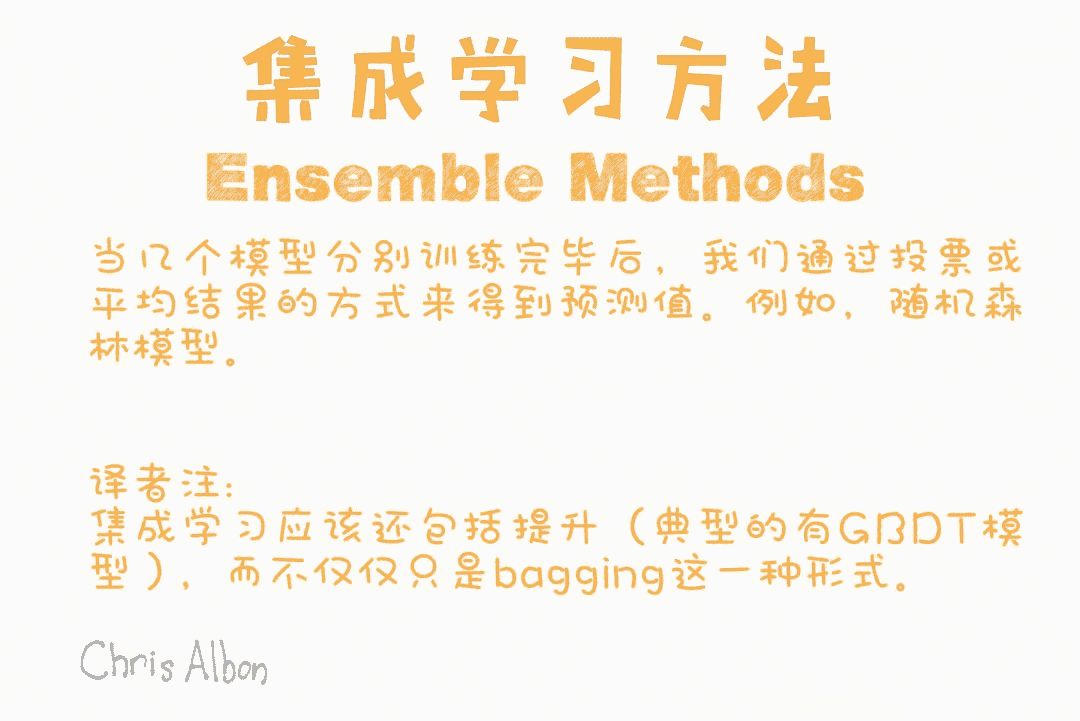 集成学习方法
Ensemble Methods
当几个模型分别训练完毕后，我们通过投票或
平均结果的方式来得到预测值。例如，随机森
林模型。
译者注：
集成学习应该还包括提升（典型的有GBDT模
型），而不仅仅只是bagging这一种形式。
Chris Albon